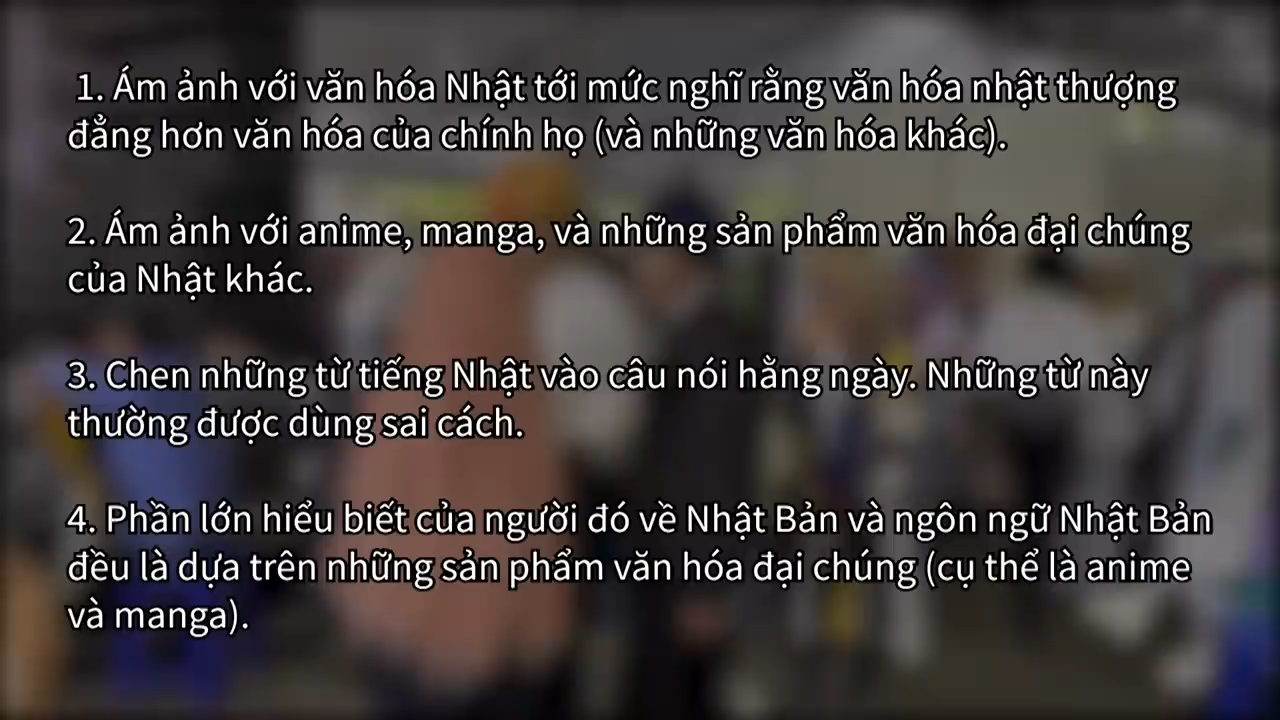 1. Ám ảnh với văn hóa Nhật tới mức nghĩ rằng văn hóa nhật thượng
đẳng hơn văn hóa của chính họ (và những văn hóa khác).
2. Ám ảnh với anime, manga, và những sản phẩm văn hóa đại chúng
của Nhật khác.
3. Chen những từ tiếng Nhật vào câu nói hằng ngày. Những từ này
thường được dùng sai cách.
4. Phần lớn hiểu biết của người đó về Nhật Bản và ngôn ngữ Nhật Bản
đều là dựa trên những sản phẩm văn hóa đại chúng (cụ thể là anime
và manga).